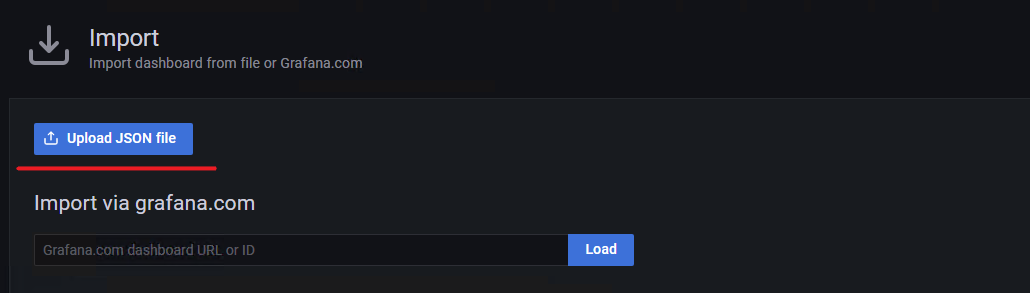 Import
Import dashboard from file or Grafana.com
Upload JSON file
Import via grafana.com
Grafana.com dashboard URL or ID
Load